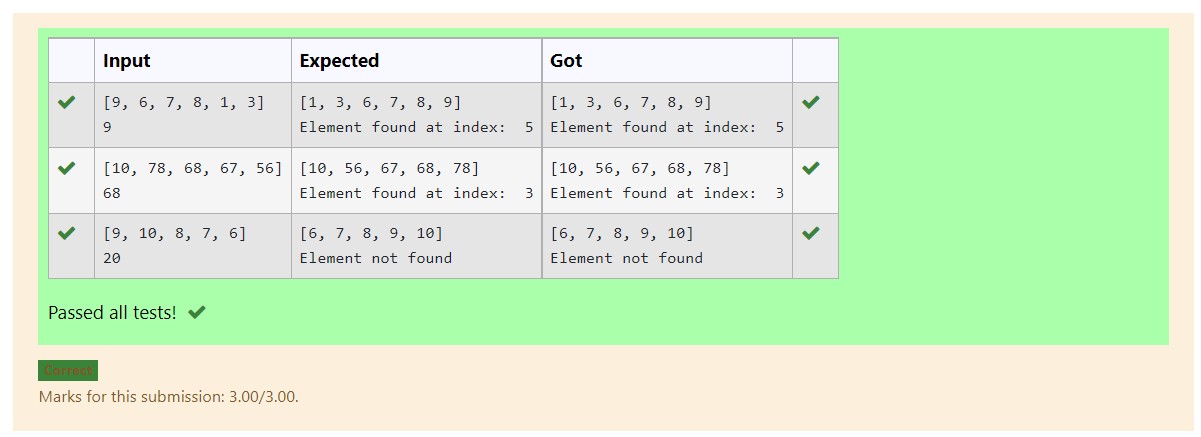 Input Expected Got
[9, 6, 7, 8, 1, 3] [1, 3, 6, 7, 8, 9] [1, 3, 6, 7, 8, 9]
9 Element found at index:  5 Element found at index:  5
[10, 78, 68, 67, 56] [10, 56, 67, 68, 78] [10, 56, 67, 68, 78]
68 Element found at index:  3 Element found at index:  3
[9, 10, 8, 7, 6] [6, 7, 8, 9, 10] [6, 7, 8, 9, 10]
20 Element not found Element not found
Passed all tests!
Correct
Marks for this submission: 3.00/3.00.